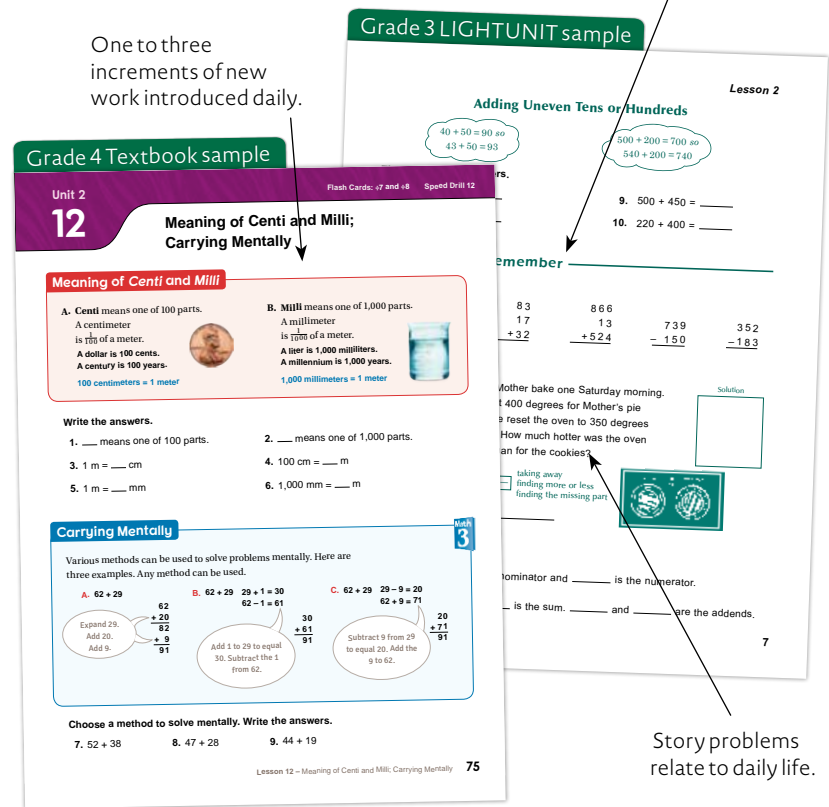 One to three
increments of new
work introduced daily.
Grade 3 LIGHTUNIT sample
Lesson 2
Adding Uneven Tens or Hundreds
40 + 50 = 90 so
43 + 50 = 93
500 + 200 = 700 so
540 + 200 = 740
rs.
9. 500 + 450 = ____
10. 220 + 400 = ____
emember
83
17
+32
866
13
+524
739
- 150
352
-183
Mother bake one Saturday morning.
t 400 degrees for Mother's pie
e reset the oven to 350 degrees
How much hotter was the oven
an for the cookies?
Solution
taking away
finding more or less
finding the missing part
nominator and ____ is the numerator.
is the sum. ____ and ____ are the addends.
7
Grade 4 Textbook sample
Unit 2
12
Flash Cards: ÷7 and ÷8 Speed Drill 12
Meaning of Centi and Milli;
Carrying Mentally
Meaning of Centi and Milli
A. Centi means one of 100 parts.
A centimeter
is 1/100 of a meter.
A dollar is 100 cents.
A century is 100 years.
100 centimeters = 1 meter
B. Milli means one of 1,000 parts.
A millimeter
is 1/1000 of a meter.
A liter is 1,000 milliliters.
A millennium is 1,000 years.
1,000 millimeters = 1 meter
Write the answers.
1. ___ means one of 100 parts.
2. ___ means one of 1,000 parts.
3. 1 m = ___ cm
4. 100 cm = ___ m
5. 1 m = ___ mm
6. 1,000 mm = ___ m
Carrying Mentally
Math
3
Various methods can be used to solve problems mentally. Here are
three examples. Any method can be used.
A. 62 + 29
Expand 29.
Add 20.
Add 9.
62
+ 20
82
+ 9
91
B. 62 + 29 29 + 1 = 30
62 – 1 = 61
Add 1 to 29 to equal
30. Subtract the 1
from 62.
30
+ 61
91
C. 62 + 29 29 – 9 = 20
62 + 9 = 71
Subtract 9 from 29
to equal 20. Add the
9 to 62.
20
+ 71
91
Choose a method to solve mentally. Write the answers.
7. 52 + 38
8. 47 + 28
9. 44 + 19
Lesson 12 – Meaning of Centi and Milli; Carrying Mentally 75
Story problems
relate to daily life.